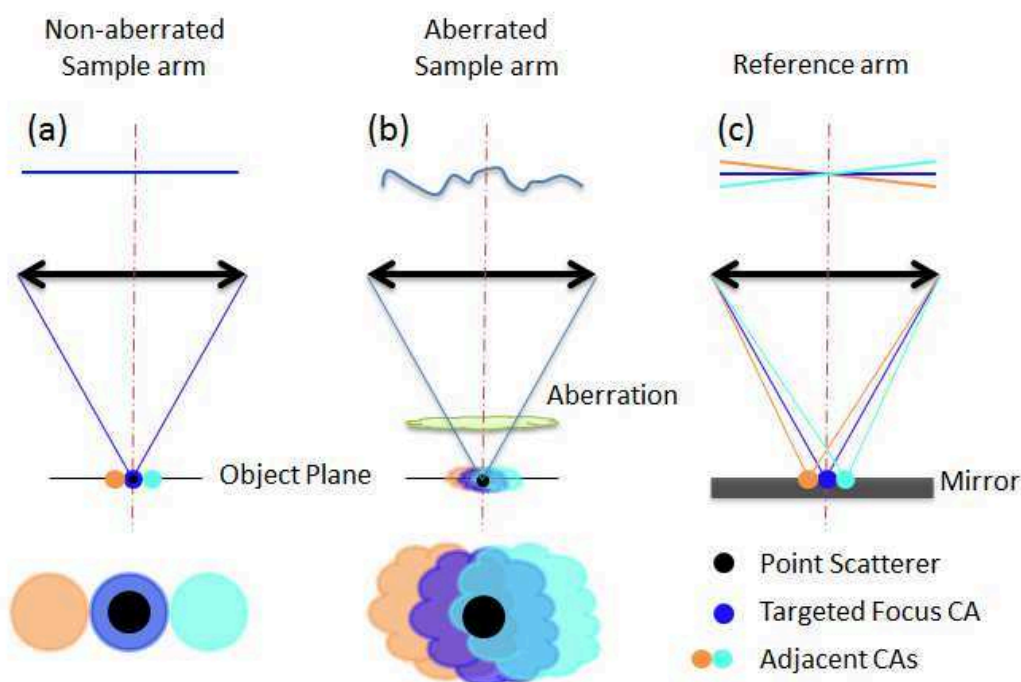 Non-aberrated
Sample arm
Aberrated
Sample arm
Reference arm
(a)
(b)
(c)
Aberration
Object Plane
Mirror
Point Scatterer
Targeted Focus CA
Adjacent CAs